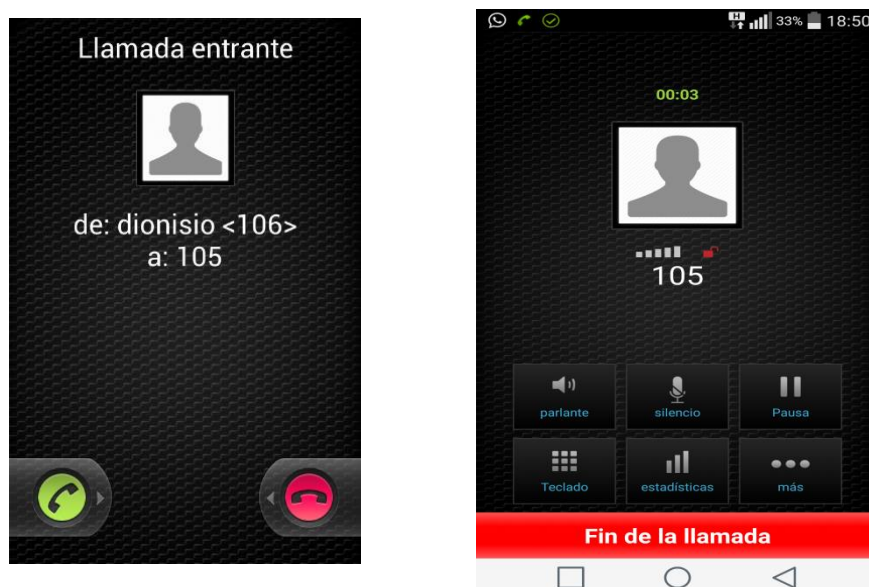 Llamada entrante
de: dionisio <106>
a: 105
H 33% 18:50
00:03
105
parlante silencio Pausa
Teclado estadísticas más
Fin de la llamada